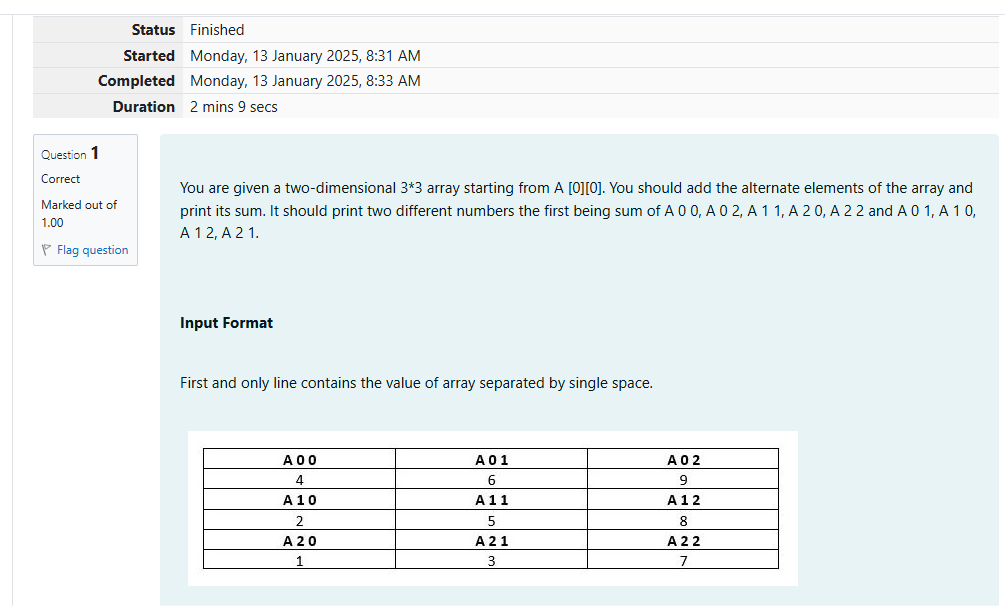 Status Finished
Started Monday, 13 January 2025, 8:31 AM
Completed Monday, 13 January 2025, 8:33 AM
Duration 2 mins 9 secs
Question 1
Correct
Marked out of
1.00
Flag question
You are given a two-dimensional 3*3 array starting from A [0][0]. You should add the alternate elements of the array and
print its sum. It should print two different numbers the first being sum of A 0 0, A 0 2, A 1 1, A 2 0, A 2 2 and A 0 1, A 1 0,
A 1 2, A 2 1.
Input Format
First and only line contains the value of array separated by single space.
A 0 0 A 0 1 A 0 2
4 6 9
A 1 0 A 1 1 A 1 2
2 5 8
A 2 0 A 2 1 A 2 2
1 3 7